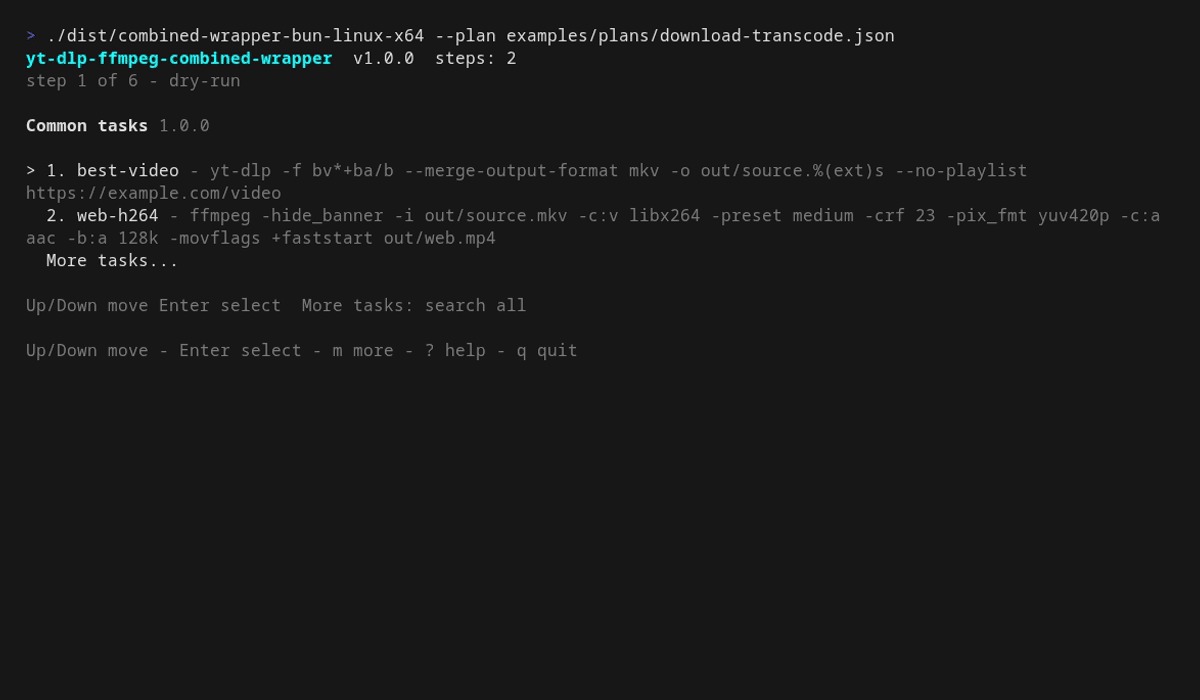 > ./dist/combined-wrapper-bun-linux-x64 --plan examples/plans/download-transcode.json
yt-dlp-ffmpeg-combined-wrapper  v1.0.0  steps: 2
step 1 of 6 - dry-run
Common tasks 1.0.0
> 1. best-video - yt-dlp -f bv*+ba/b --merge-output-format mkv -o out/source.%(ext)s --no-playlist
https://example.com/video
  2. web-h264 - ffmpeg -hide_banner -i out/source.mkv -c:v libx264 -preset medium -crf 23 -pix_fmt yuv420p -c:a
aac -b:a 128k -movflags +faststart out/web.mp4
  More tasks...
Up/Down move Enter select  More tasks: search all
Up/Down move - Enter select - m more - ? help - q quit